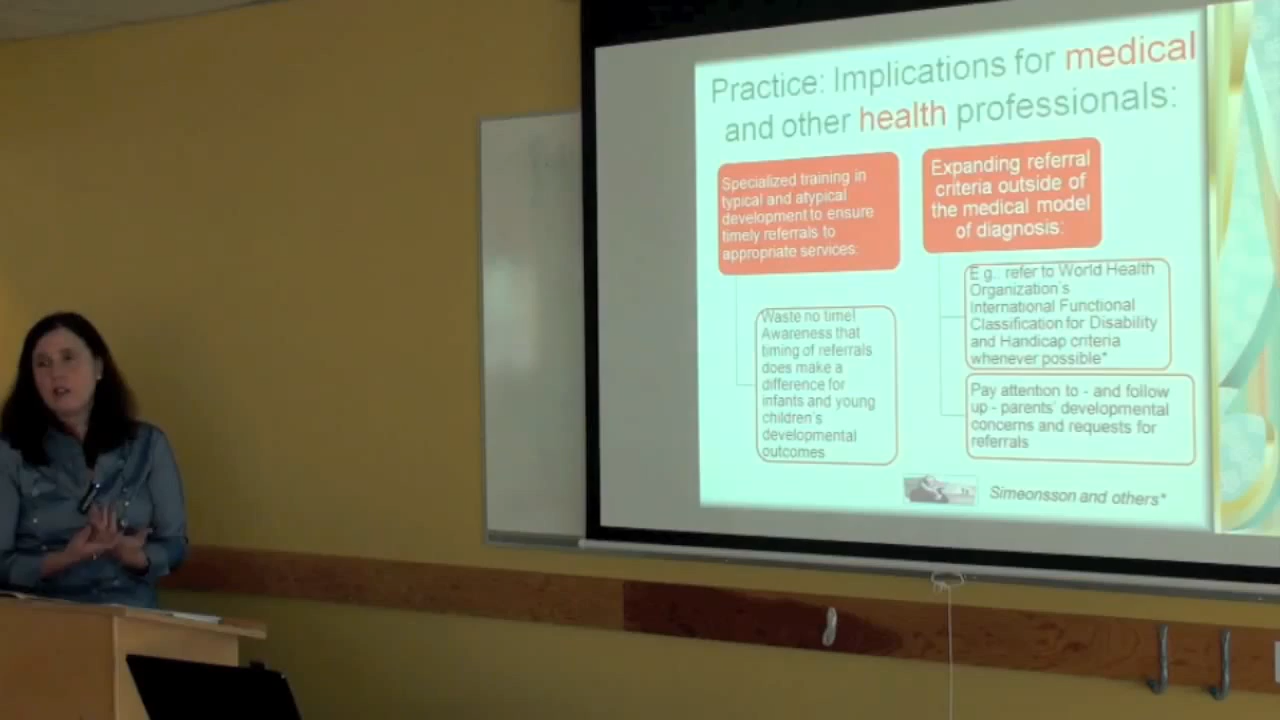 Practice: Implications for medical
and other health professionals:
Specialized training in
typical and atypical
development to ensure
timely referrals to
appropriate services:
Waste no time!
Awareness that
timing of referrals
does make a
difference for
infants and young
children's
developmental
outcomes
Expanding referral
criteria outside of
the medical model
of diagnosis:
E g., refer to World Health
Organization's
International Functional
Classification for Disability
and Handicap criteria
whenever possible*
Pay attention to - and follow
up - parents' developmental
concerns and requests for
referrals
Simeonsson and others*